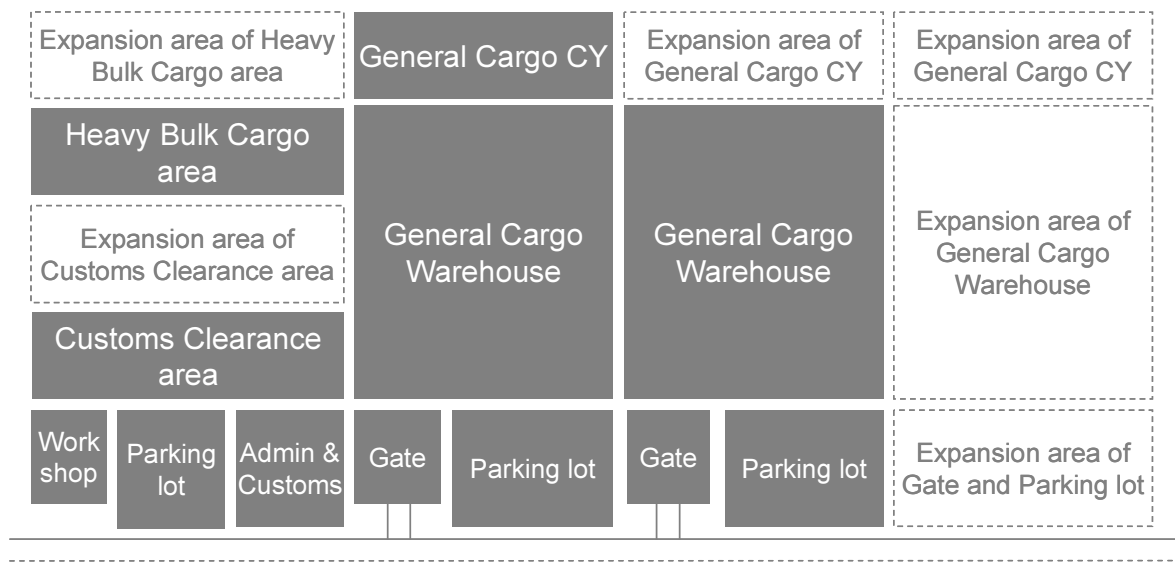 Expansion area of Heavy
Bulk Cargo area
General Cargo CY
Expansion area of
General Cargo CY
Expansion area of
General Cargo CY
Heavy Bulk Cargo
area
Expansion area of
Customs Clearance area
Customs Clearance
area
General Cargo
Warehouse
General Cargo
Warehouse
Expansion area of
General Cargo
Warehouse
Work
shop
Parking
lot
Admin &
Customs
Gate
Parking lot
Gate
Parking lot
Expansion area of
Gate and Parking lot